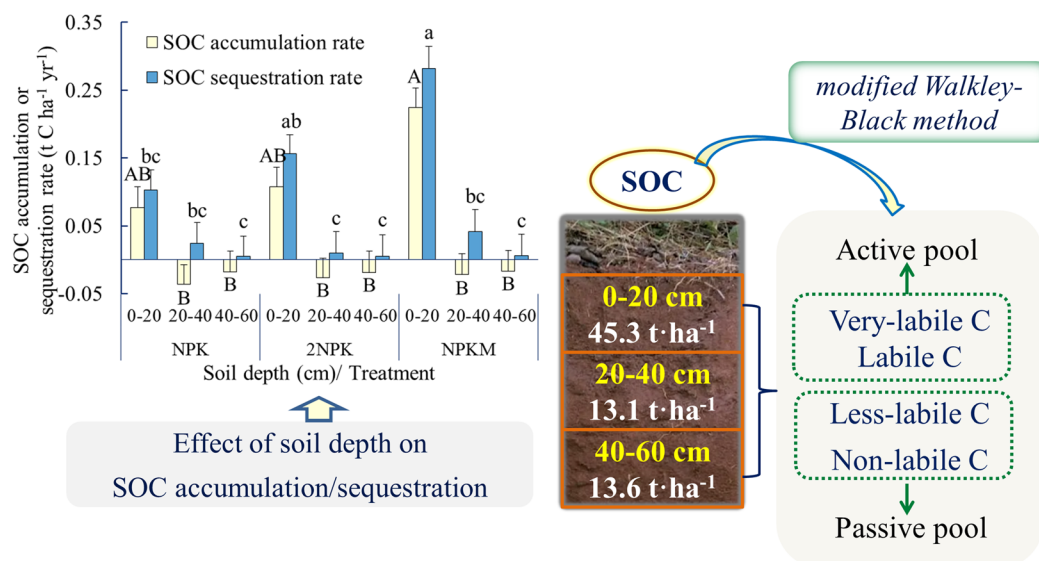 0.35
0.25
0.15
0.05
-0.05
SOC accumulation or
sequestration rate (t C ha⁻¹ yr⁻¹)
SOC accumulation rate
SOC sequestration rate
AB
bc
B
bc
B
c
AB
ab
B
c
B
c
A
a
B
bc
B
c
0-20 20-40 40-60 0-20 20-40 40-60 0-20 20-40 40-60
NPK 2NPK NPKM
Soil depth (cm)/ Treatment
Effect of soil depth on
SOC accumulation/sequestration
SOC
0-20 cm
45.3 t·ha⁻¹
20-40 cm
13.1 t·ha⁻¹
40-60 cm
13.6 t·ha⁻¹
modified Walkley-
Black method
Active pool
Very-labile C
Labile C
Less-labile C
Non-labile C
Passive pool